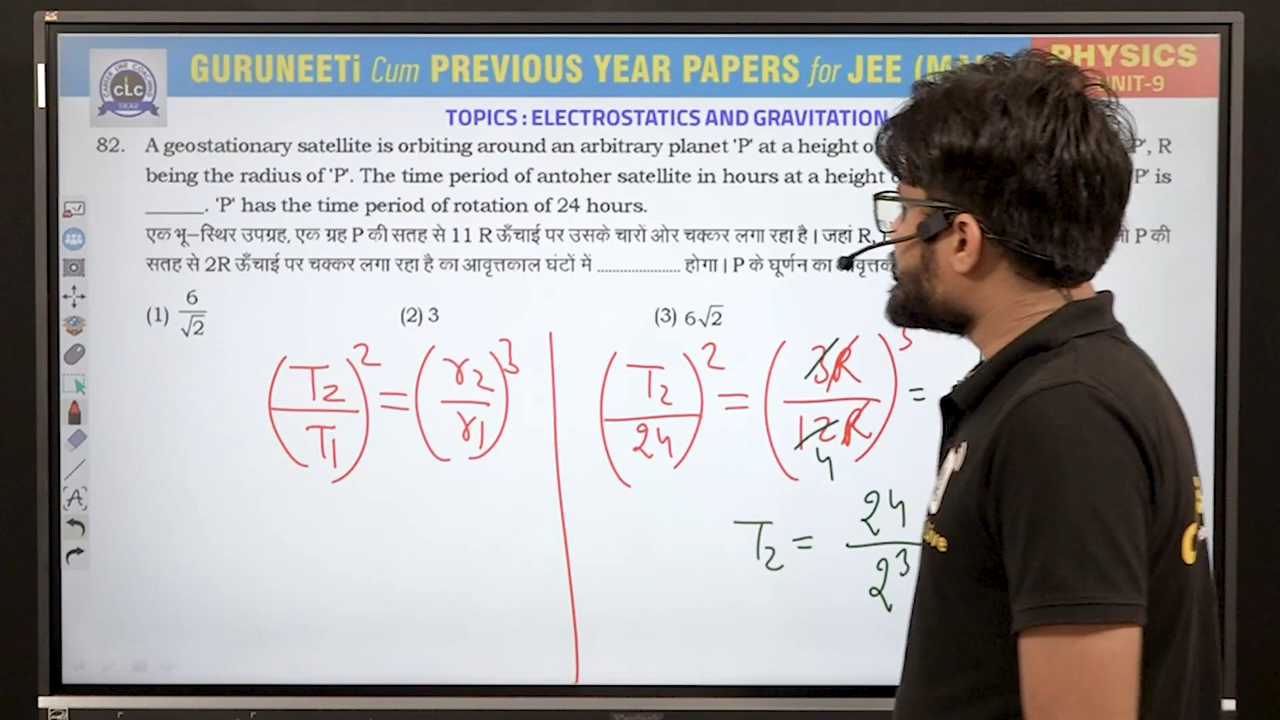 GURUNEETi Cum PREVIOUS YEAR PAPERS for JEE
PHYSICS
UNIT-9
CLC
TOPICS : ELECTROSTATICS AND GRAVITATION
82. A geostationary satellite is orbiting around an arbitrary planet 'P' at a height P', R
being the radius of 'P'. The time period of antoher satellite in hours at a height P' is
______. 'P' has the time period of rotation of 24 hours.
एक भू–स्थिर उपग्रह, एक ग्रह P की सतह से 11 R ऊँचाई पर उसके चारों ओर चक्कर लगा रहा है। जहां R, P की
सतह से 2R ऊँचाई पर चक्कर लगा रहा है का आवृत्तकाल घंटों में ..................... होगा। P के घूर्णन का
(1) 6/√2 (2) 3 (3) 6√2
(T₂/T₁)² = (r₂/r₁)³
(T₂/24)² = (3R/12R)³ =
4
T₂ = 24/2³